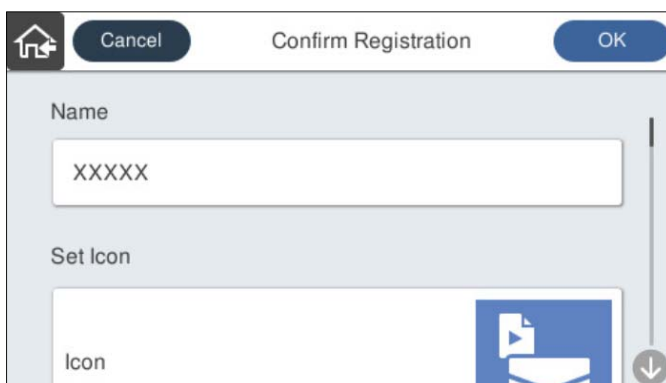 Cancel Confirm Registration OK
Name
XXXXX
Set Icon
Icon